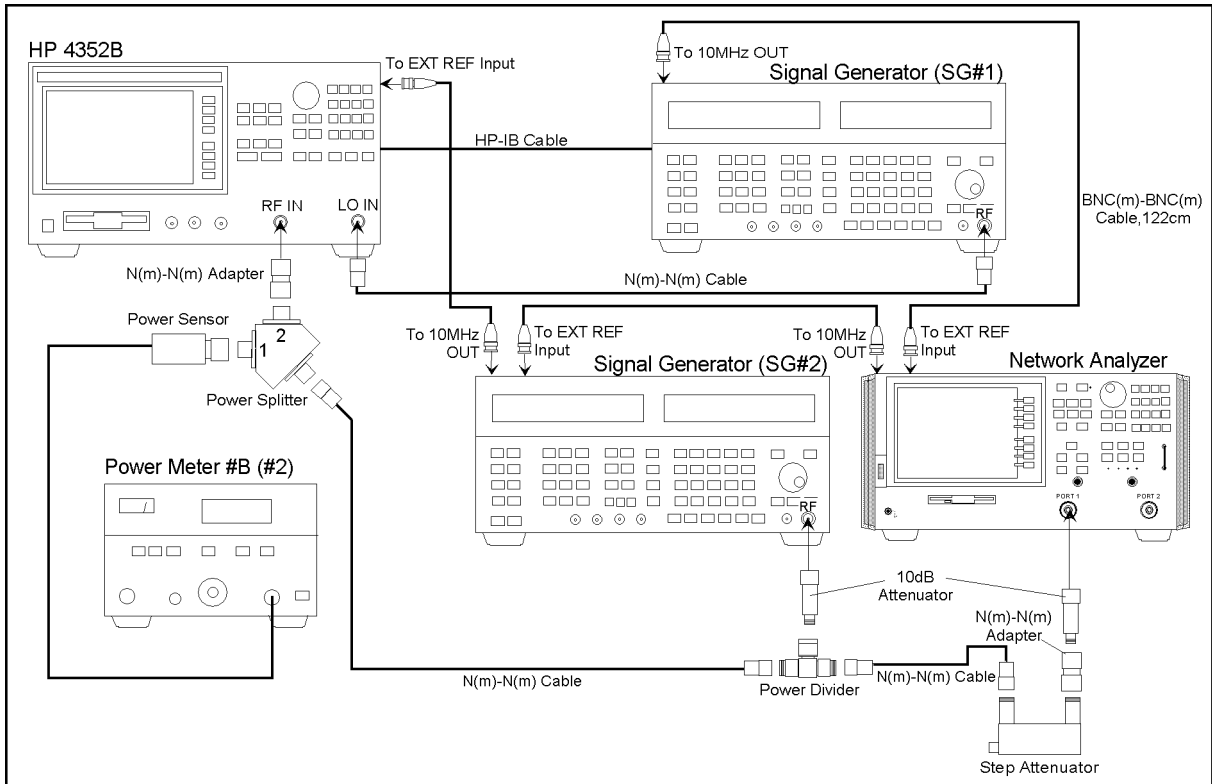 HP 4352B
To EXT REF Input
To 10MHz OUT
Signal Generator (SG#1)
HP-IB Cable
BNC(m)-BNC(m)
Cable,122cm
RF IN
LO IN
RF
N(m)-N(m) Adapter
N(m)-N(m) Cable
Power Sensor
1
2
Power Splitter
To 10MHz
OUT
To EXT REF
Input
To 10MHz
OUT
To EXT REF
Input
Signal Generator (SG#2)
Network Analyzer
Power Meter #B (#2)
RF
PORT 1
PORT 2
10dB
Attenuator
N(m)-N(m)
Adapter
N(m)-N(m) Cable
Power Divider
N(m)-N(m) Cable
Step Attenuator